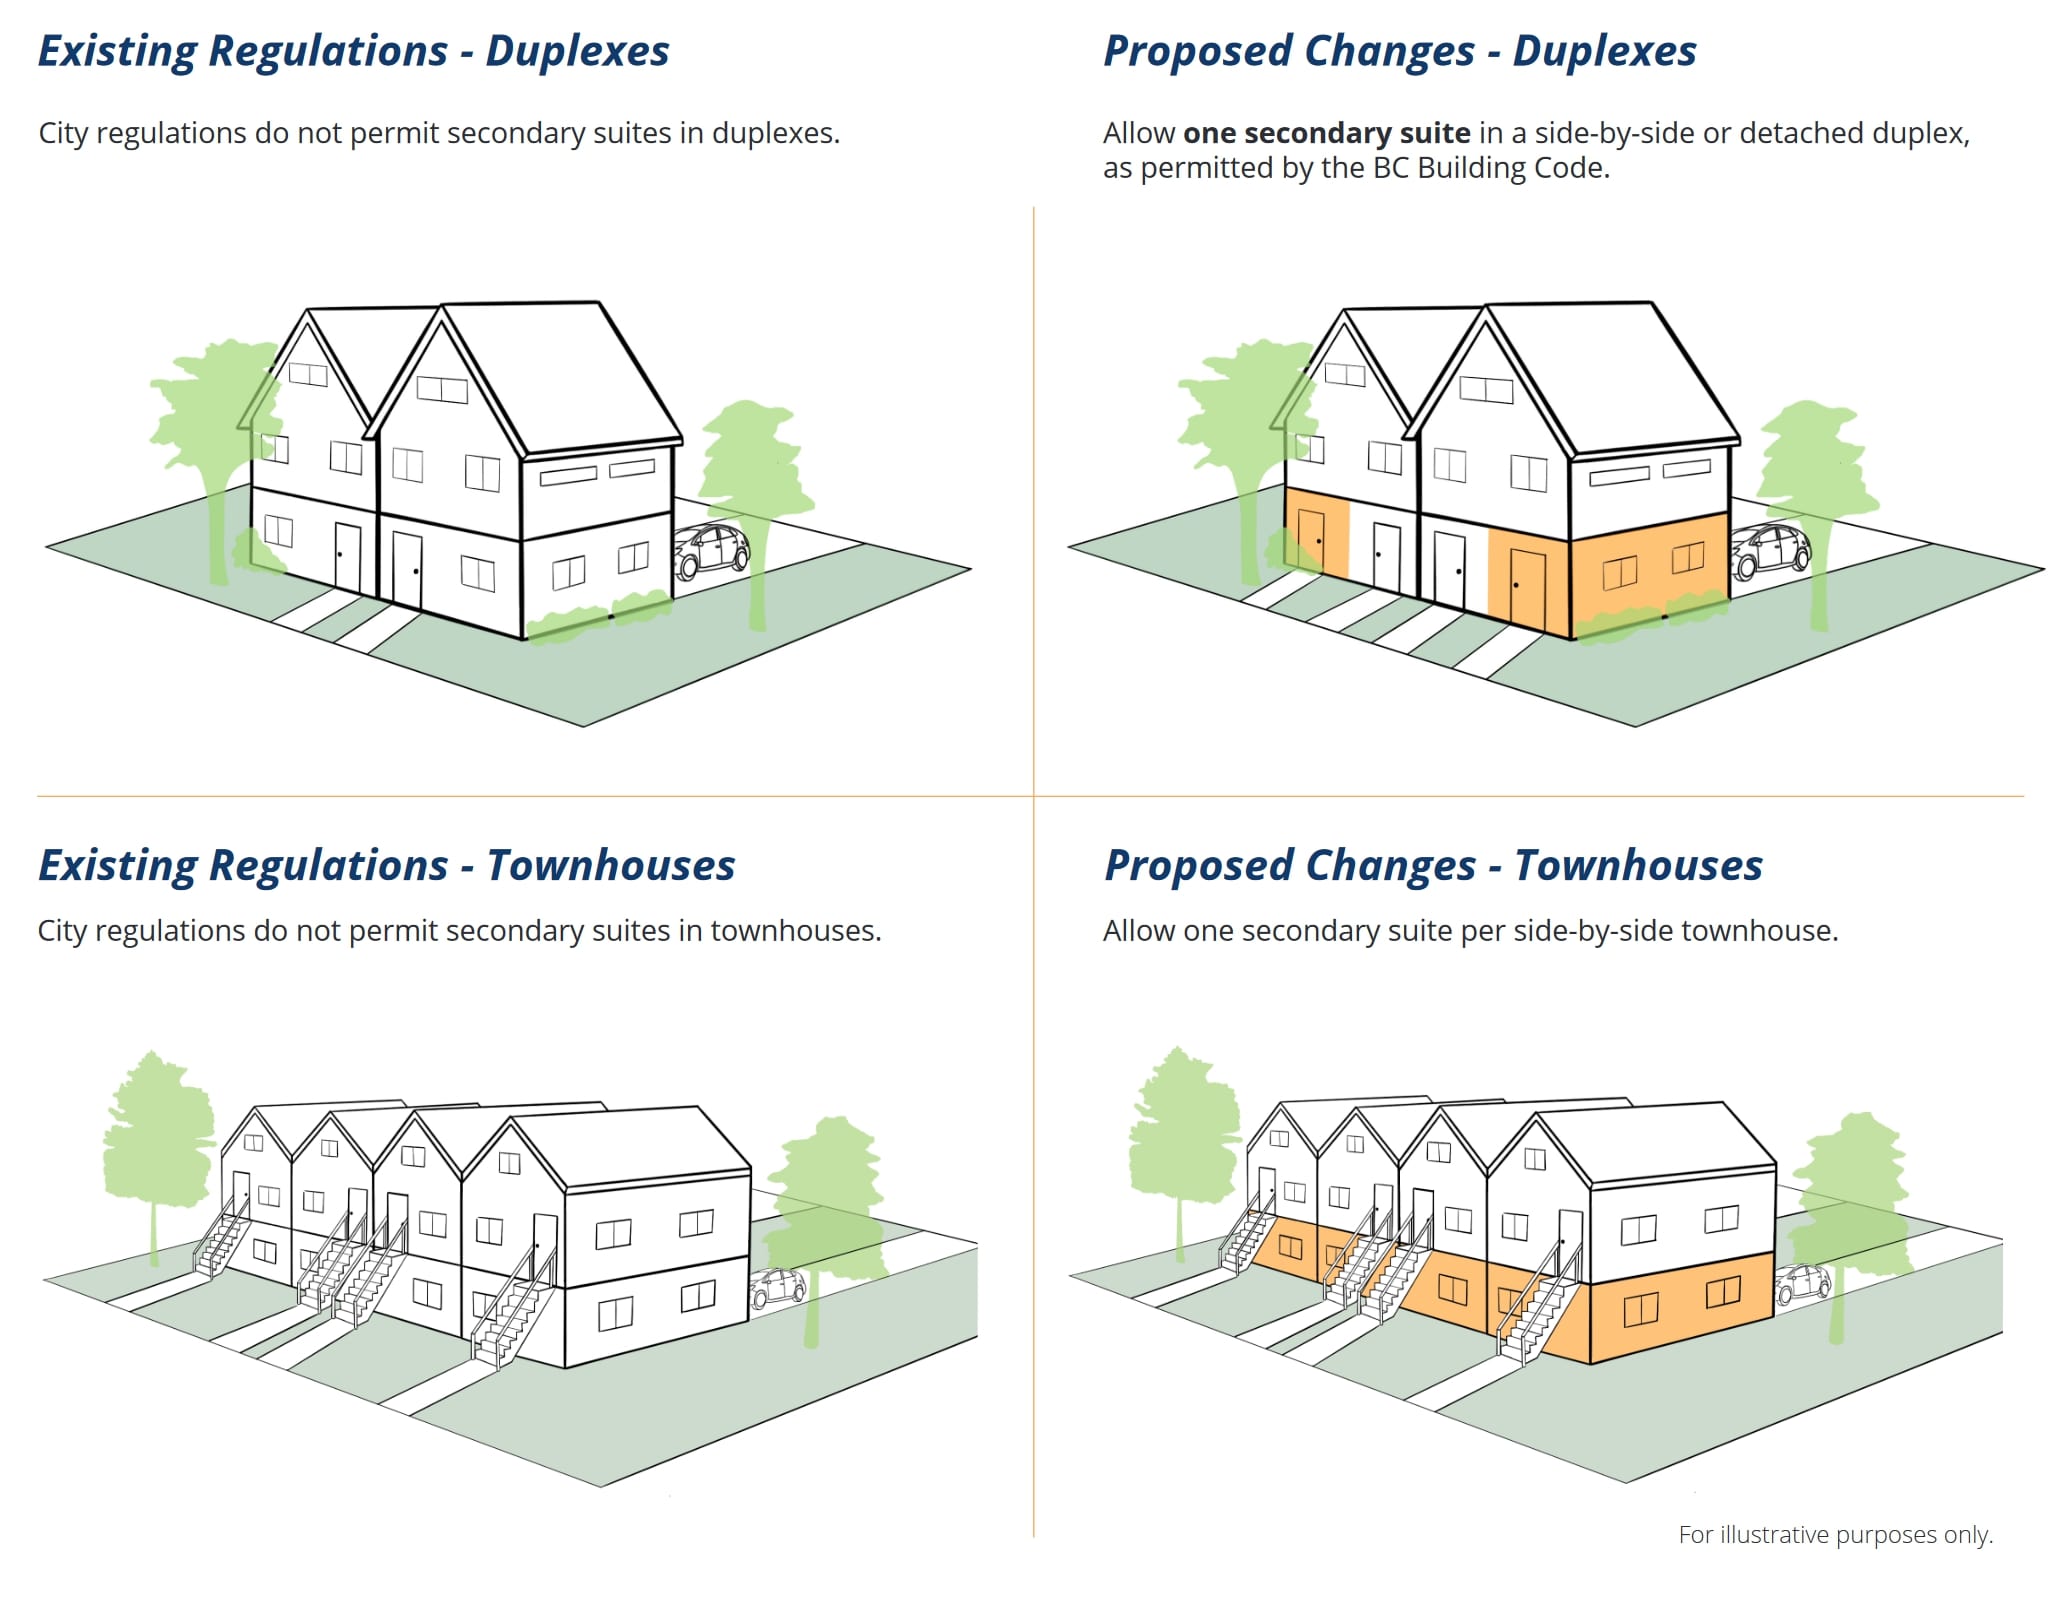 Existing Regulations - Duplexes
City regulations do not permit secondary suites in duplexes.
Proposed Changes - Duplexes
Allow one secondary suite in a side-by-side or detached duplex,
as permitted by the BC Building Code.
Existing Regulations - Townhouses
City regulations do not permit secondary suites in townhouses.
Proposed Changes - Townhouses
Allow one secondary suite per side-by-side townhouse.
For illustrative purposes only.